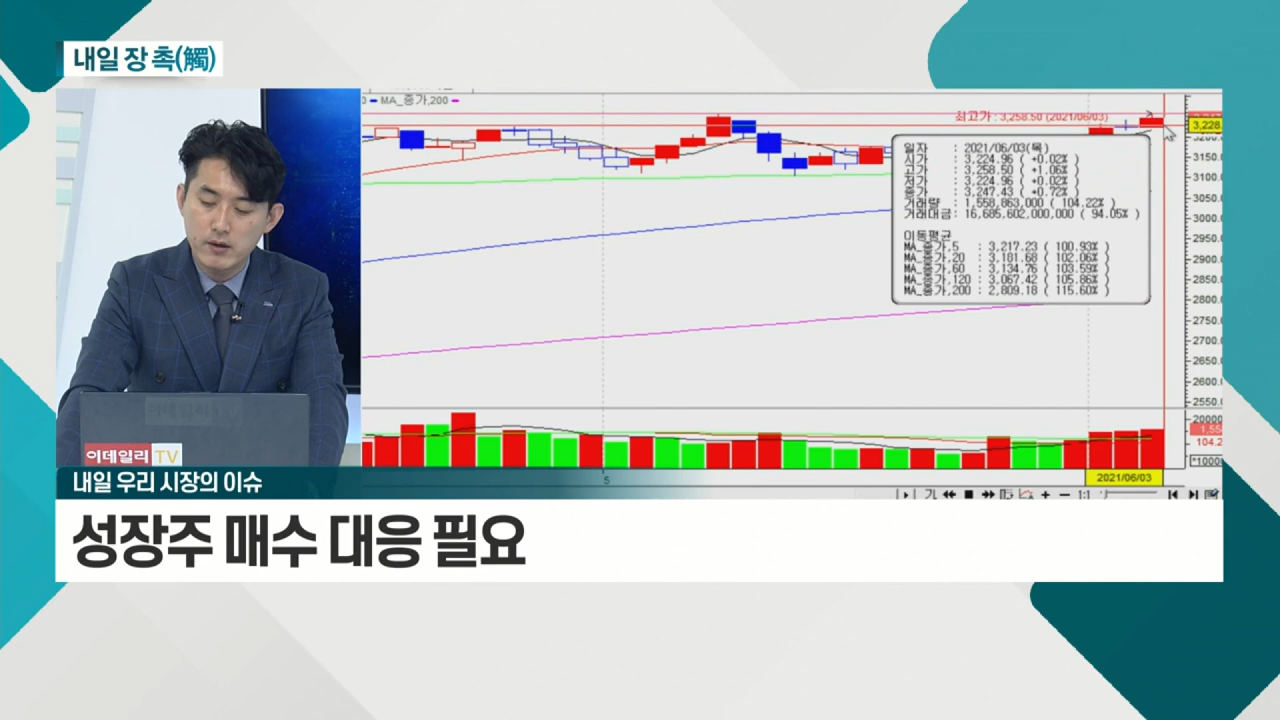 내일 장 촉(觸)
MA_종가,200
최고가 : 3,258.50 (2021/06/03)
3,228
일자 : 2021/06/03(목)
시가 : 3,224.96 ( +0.02% )
고가 : 3,258.50 ( +1.06% )
저가 : 3,224.96 ( +0.02% )
종가 : 3,247.43 ( +0.72% )
거래량 : 1,558,863,000 ( 104.22% )
거래대금 : 16,685,602,000,000 ( 94.05% )
이동평균
MA_종가,5 : 3,217.23 ( 100.93% )
MA_종가,20 : 3,181.68 ( 102.06% )
MA_종가,60 : 3,134.76 ( 103.59% )
MA_종가,120 : 3,067.42 ( 105.86% )
MA_종가,200 : 2,809.18 ( 115.60% )
3150.
3100.
3050.
3000.
2950.
2900.
2850.
2800.
2750.
2700.
2650.
2600.
2550.
20000
104.2
*1000
5
2021/06/03
1:1
이데일리 TV
내일 우리 시장의 이슈
성장주 매수 대응 필요